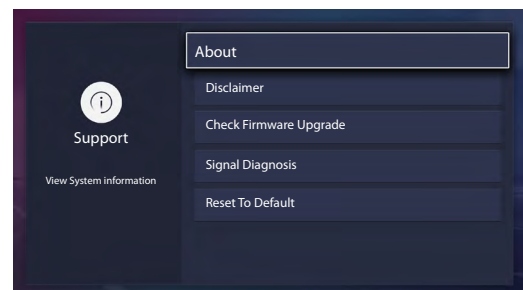 Support
View System information
About
Disclaimer
Check Firmware Upgrade
Signal Diagnosis
Reset To Default